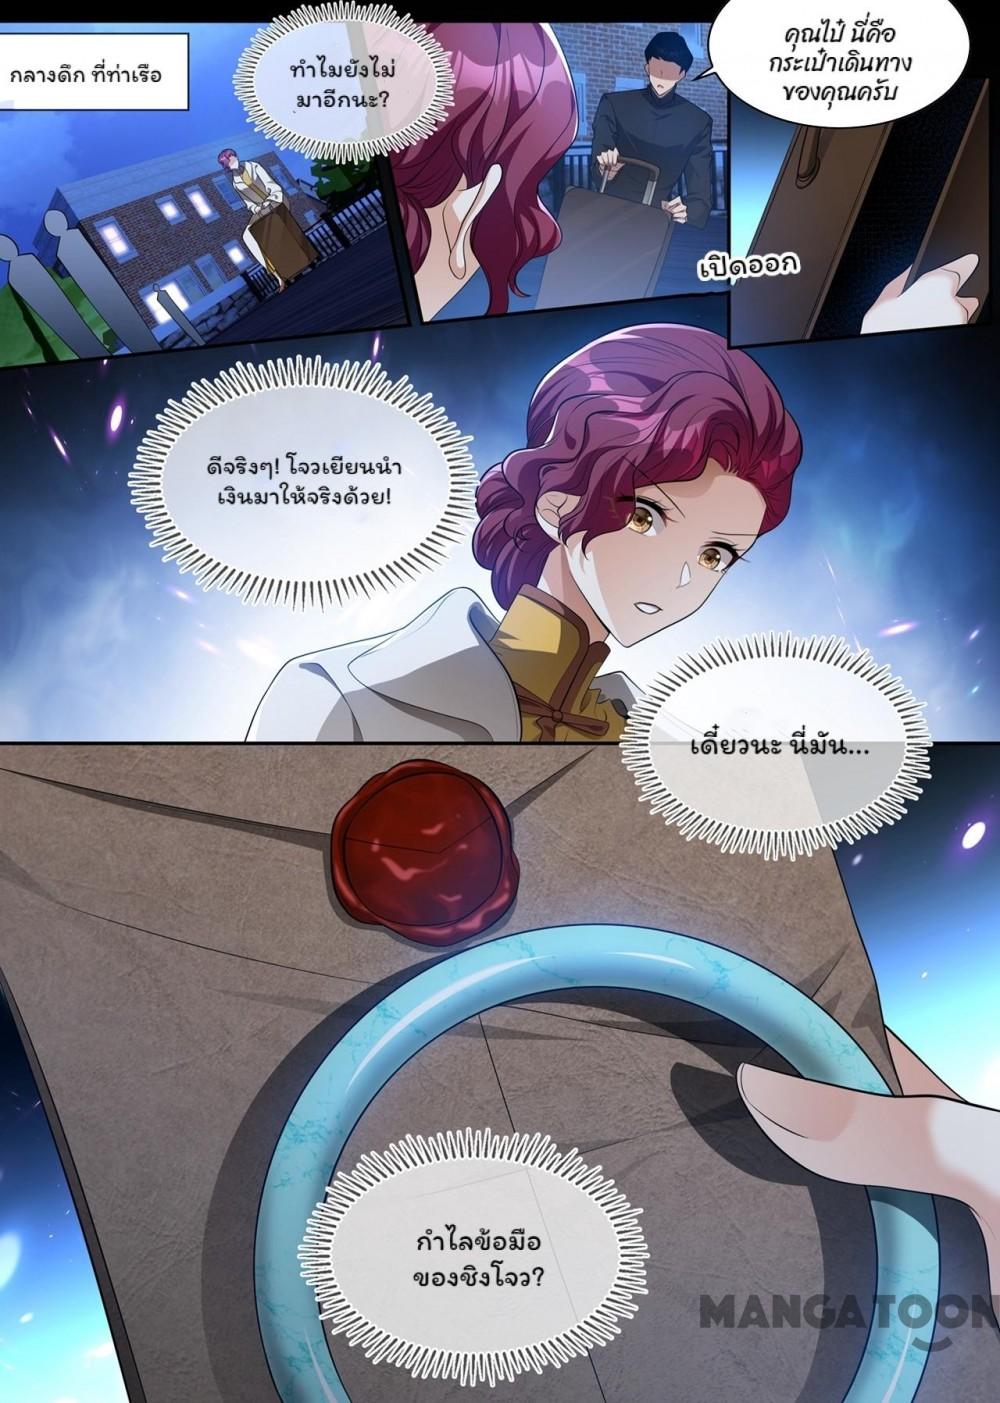 กลางดึก ที่ท่าเรือ
ทำไมยังไม่
มาอีกนะ?
คุณไป๋ นี่คือ
กระเป๋าเดินทาง
ของคุณครับ
เปิดออก
ดีจริงๆ! โจวเยียนนำ
เงินมาให้จริงด้วย!
เดี๋ยวนะ นี่มัน...
กำไลข้อมือ
ของชิงโจว?
MANGATOON